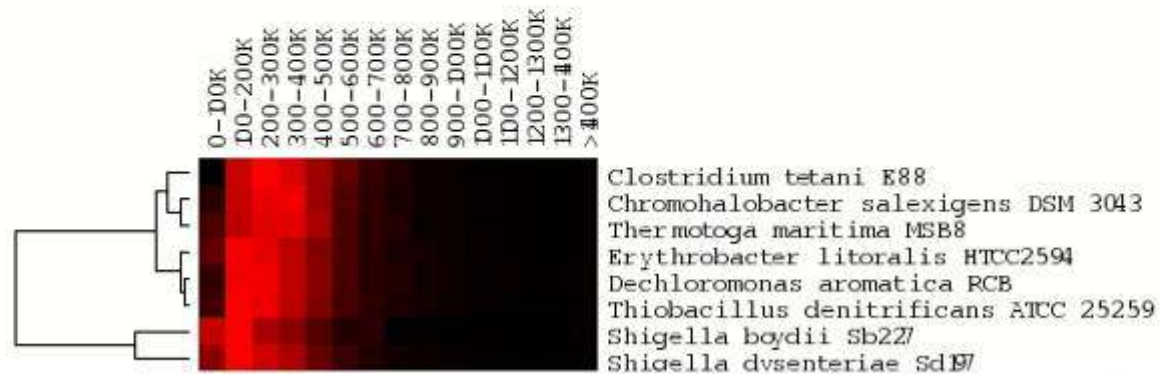 0-100K
100-200K
200-300K
300-400K
400-500K
500-600K
600-700K
700-800K
800-900K
900-1000K
1000-1100K
1100-1200K
1200-1300K
1300-1400K
>1400K
Clostridium tetani E88
Chromohalobacter salexigens DSM 3043
Thermotoga maritima MSB8
Erythrobacter litoralis HTCC2594
Dechloromonas aromatica RCB
Thiobacillus denitrificans ATCC 25259
Shigella boydii Sb227
Shigella dysenteriae Sd197